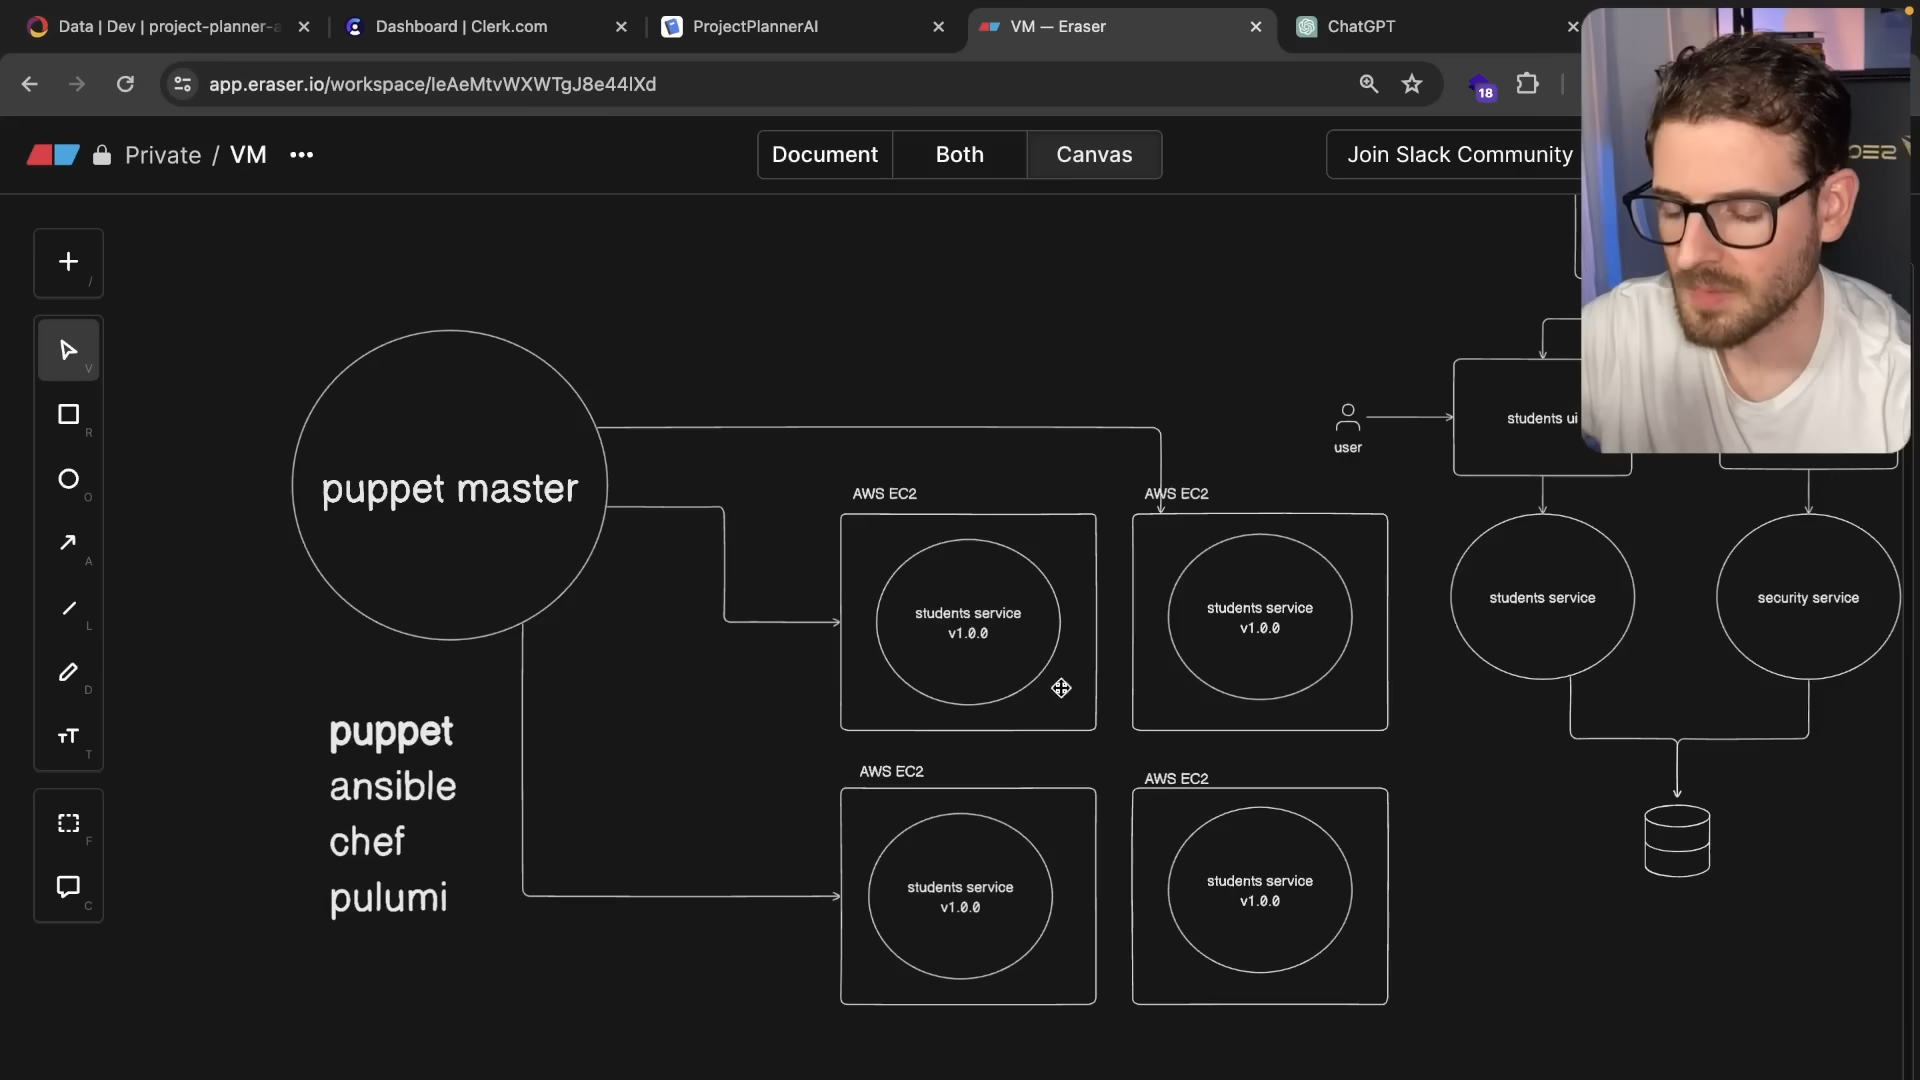 Data | Dev | project-planner-a
Dashboard | Clerk.com
ProjectPlannerAI
VM — Eraser
ChatGPT
app.eraser.io/workspace/leAeMtvWXWTgJ8e44lXd
18
Private / VM
Document
Both
Canvas
Join Slack Community
/
V
R
O
A
L
D
T
F
C
puppet master
puppet
ansible
chef
pulumi
AWS EC2
students service
v1.0.0
AWS EC2
students service
v1.0.0
AWS EC2
students service
v1.0.0
AWS EC2
students service
v1.0.0
user
students ui
students service
security service